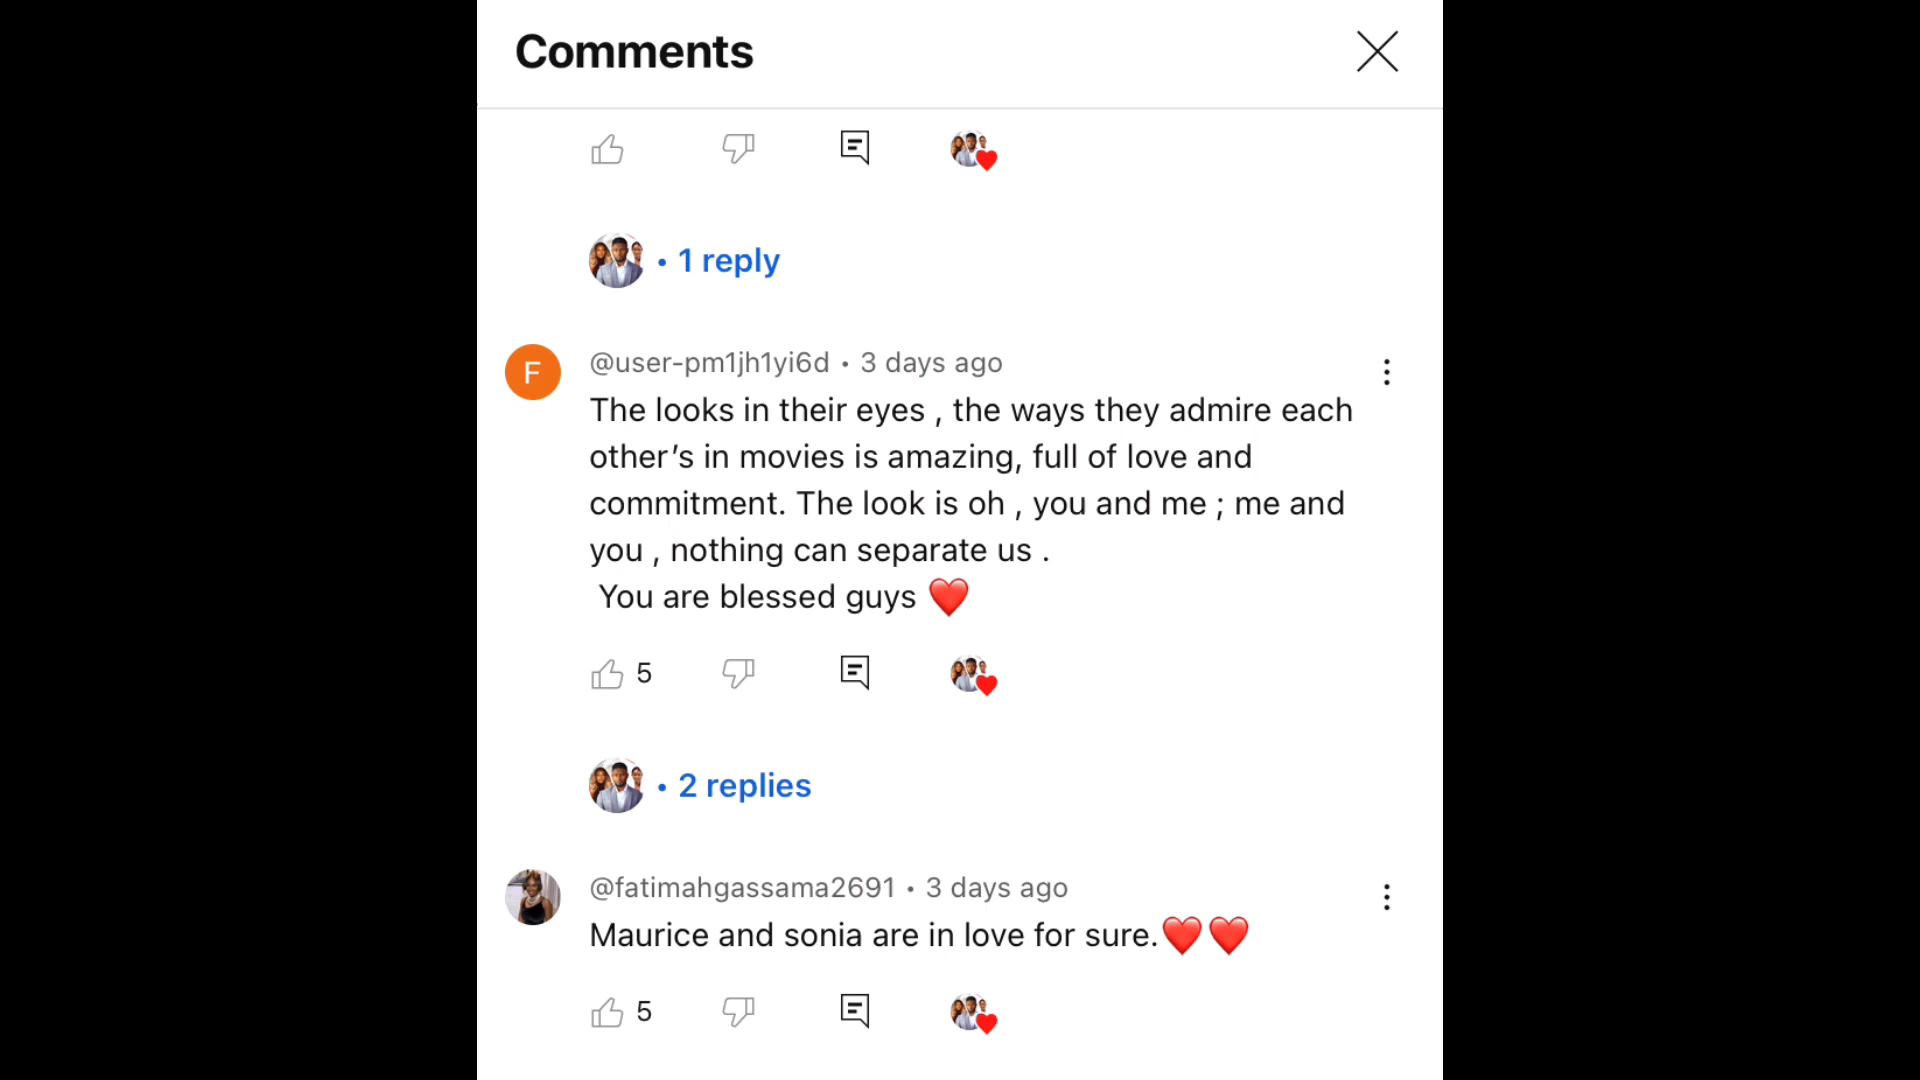 Comments
• 1 reply
F
@user-pm1jh1yi6d • 3 days ago
The looks in their eyes , the ways they admire each
other’s in movies is amazing, full of love and
commitment. The look is oh , you and me ; me and
you , nothing can separate us .
You are blessed guys ❤️
5
• 2 replies
@fatimahgassama2691 • 3 days ago
Maurice and sonia are in love for sure.❤️❤️
5